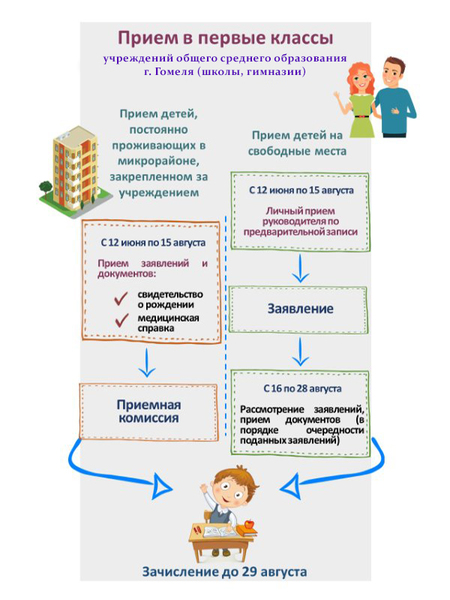 Прием в первые классы
учреждений общего среднего образования
г. Гомеля (школы, гимназии)
Прием детей,
постоянно
проживающих в
микрорайоне,
закрепленном за
учреждением
С 12 июня по 15 августа
Прием заявлений и
документов:
свидетельство
о рождении
медицинская
справка
Приемная
комиссия
Прием детей на
свободные места
С 12 июня по 15 августа
Личный прием
руководителя по
предварительной записи
Заявление
С 16 по 28 августа
Рассмотрение заявлений,
прием документов (в
порядке очередности
поданных заявлений)
Зачисление до 29 августа